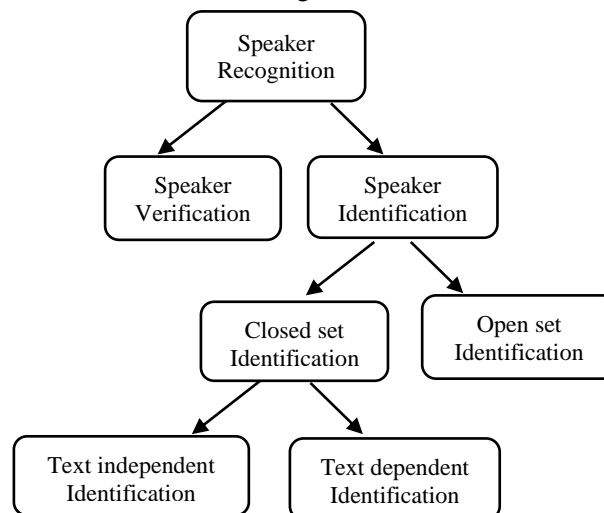 Speaker
Recognition
Speaker
Verification
Speaker
Identification
Closed set
Identification
Open set
Identification
Text independent
Identification
Text dependent
Identification